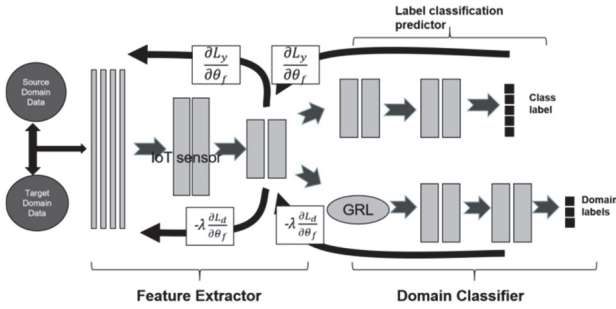 Label classification
predictor
∂L_y
∂θ_f
∂L_y
∂θ_f
Source
Domain
Data
Class
label
IoT sensor
Target
Domain
Data
-λ ∂L_d
∂θ_f
-λ ∂L_d
∂θ_f
GRL
Domain
labels
Feature Extractor
Domain Classifier